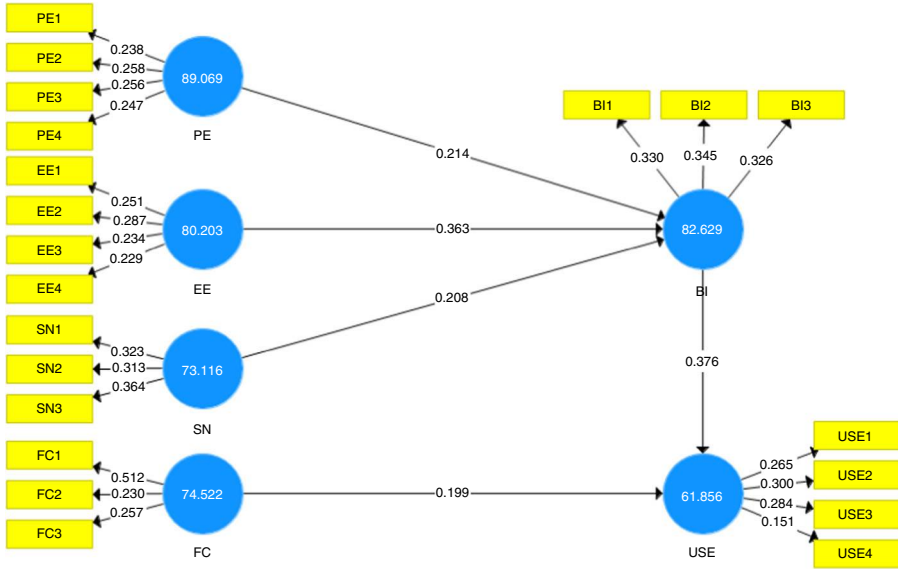 PE1
PE2
PE3
PE4
0.238
0.258
0.256
0.247
89.069
PE
EE1
EE2
EE3
EE4
0.251
0.287
0.234
0.229
80.203
EE
SN1
SN2
SN3
0.323
0.313
0.364
73.116
SN
FC1
FC2
FC3
0.512
0.230
0.257
74.522
FC
0.214
0.363
0.208
0.199
BI1
BI2
BI3
0.330
0.345
0.326
82.629
BI
0.376
61.856
USE
0.265
0.300
0.284
0.151
USE1
USE2
USE3
USE4